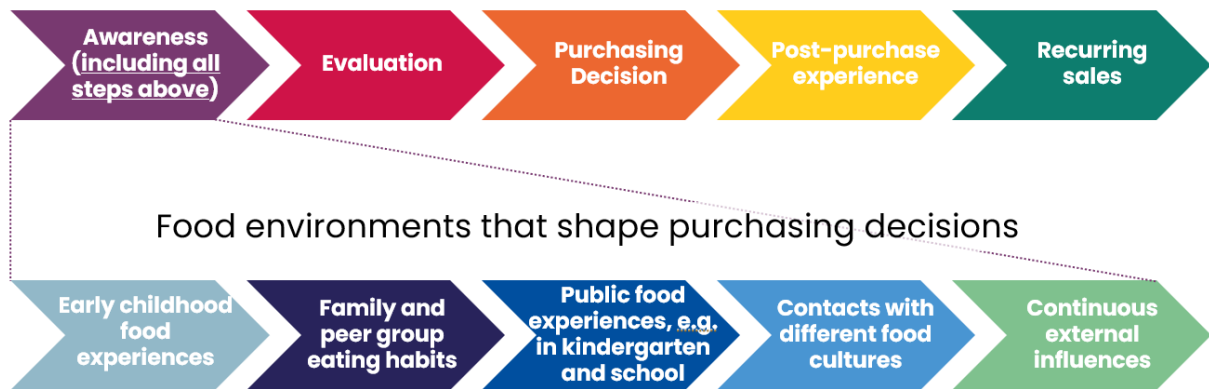 Awareness
(including all
steps above)
Evaluation
Purchasing
Decision
Post-purchase
experience
Recurring
sales
Food environments that shape purchasing decisions
Early childhood
food
experiences
Family and
peer group
eating habits
Public food
experiences, e.g.
in kindergarten
and school
Contacts with
different food
cultures
Continuous
external
influences